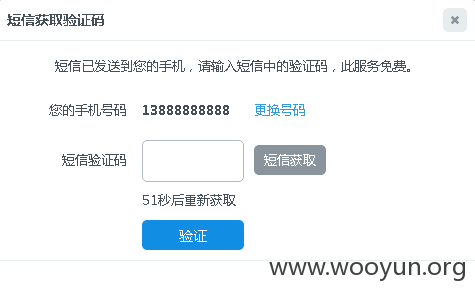 短信获取验证码
短信已发送到您的手机，请输入短信中的验证码，此服务免费。
您的手机号码 13888888888 更换号码
短信验证码 短信获取
51秒后重新获取
验证
www.wooyun.org